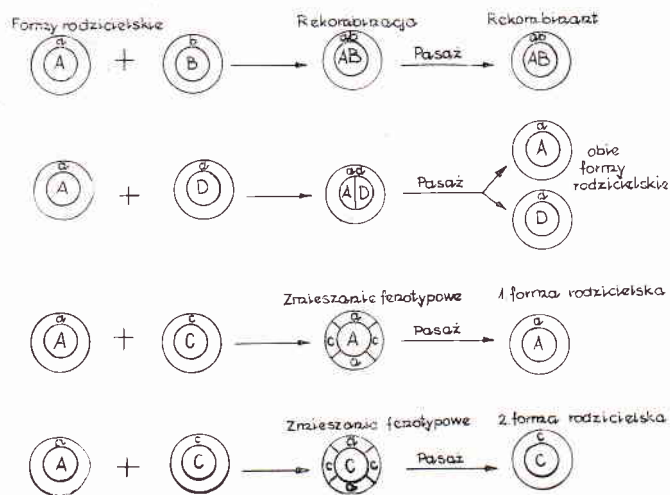 Formy rodzicielskie Rekombinacja Rekombinant
a b ab ab
A + B AB Pasaż AB
a d ad a
A + D A D Pasaż A
obie
formy
rodzicielskie
d
D
Zmieszanie fenotypowe 1 forma rodzicielska
a c a a
A + C c A c Pasaż A
a
Zmieszanie fenotypowe 2 forma rodzicielska
a c a c
A + C c C c Pasaż C
a